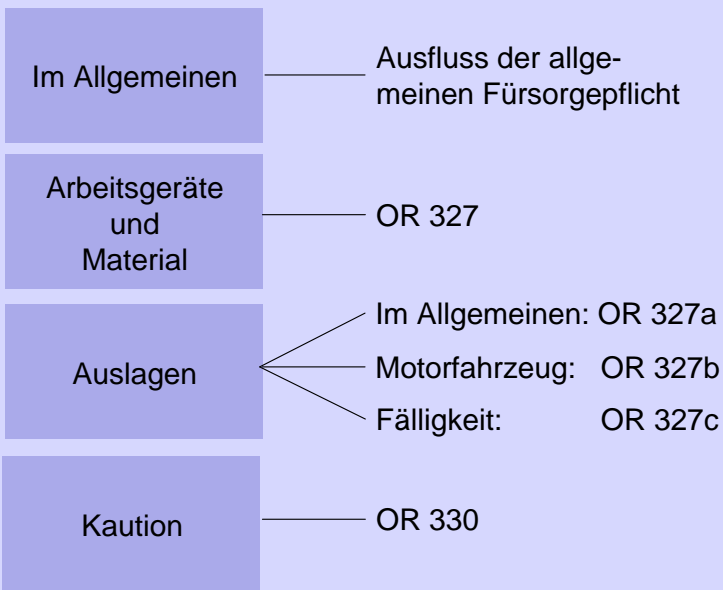 Im Allgemeinen
Ausfluss der allge-
meinen Fürsorgepflicht
Arbeitsgeräte
und
Material
OR 327
Auslagen
Im Allgemeinen: OR 327a
Motorfahrzeug: OR 327b
Fälligkeit: OR 327c
Kaution
OR 330